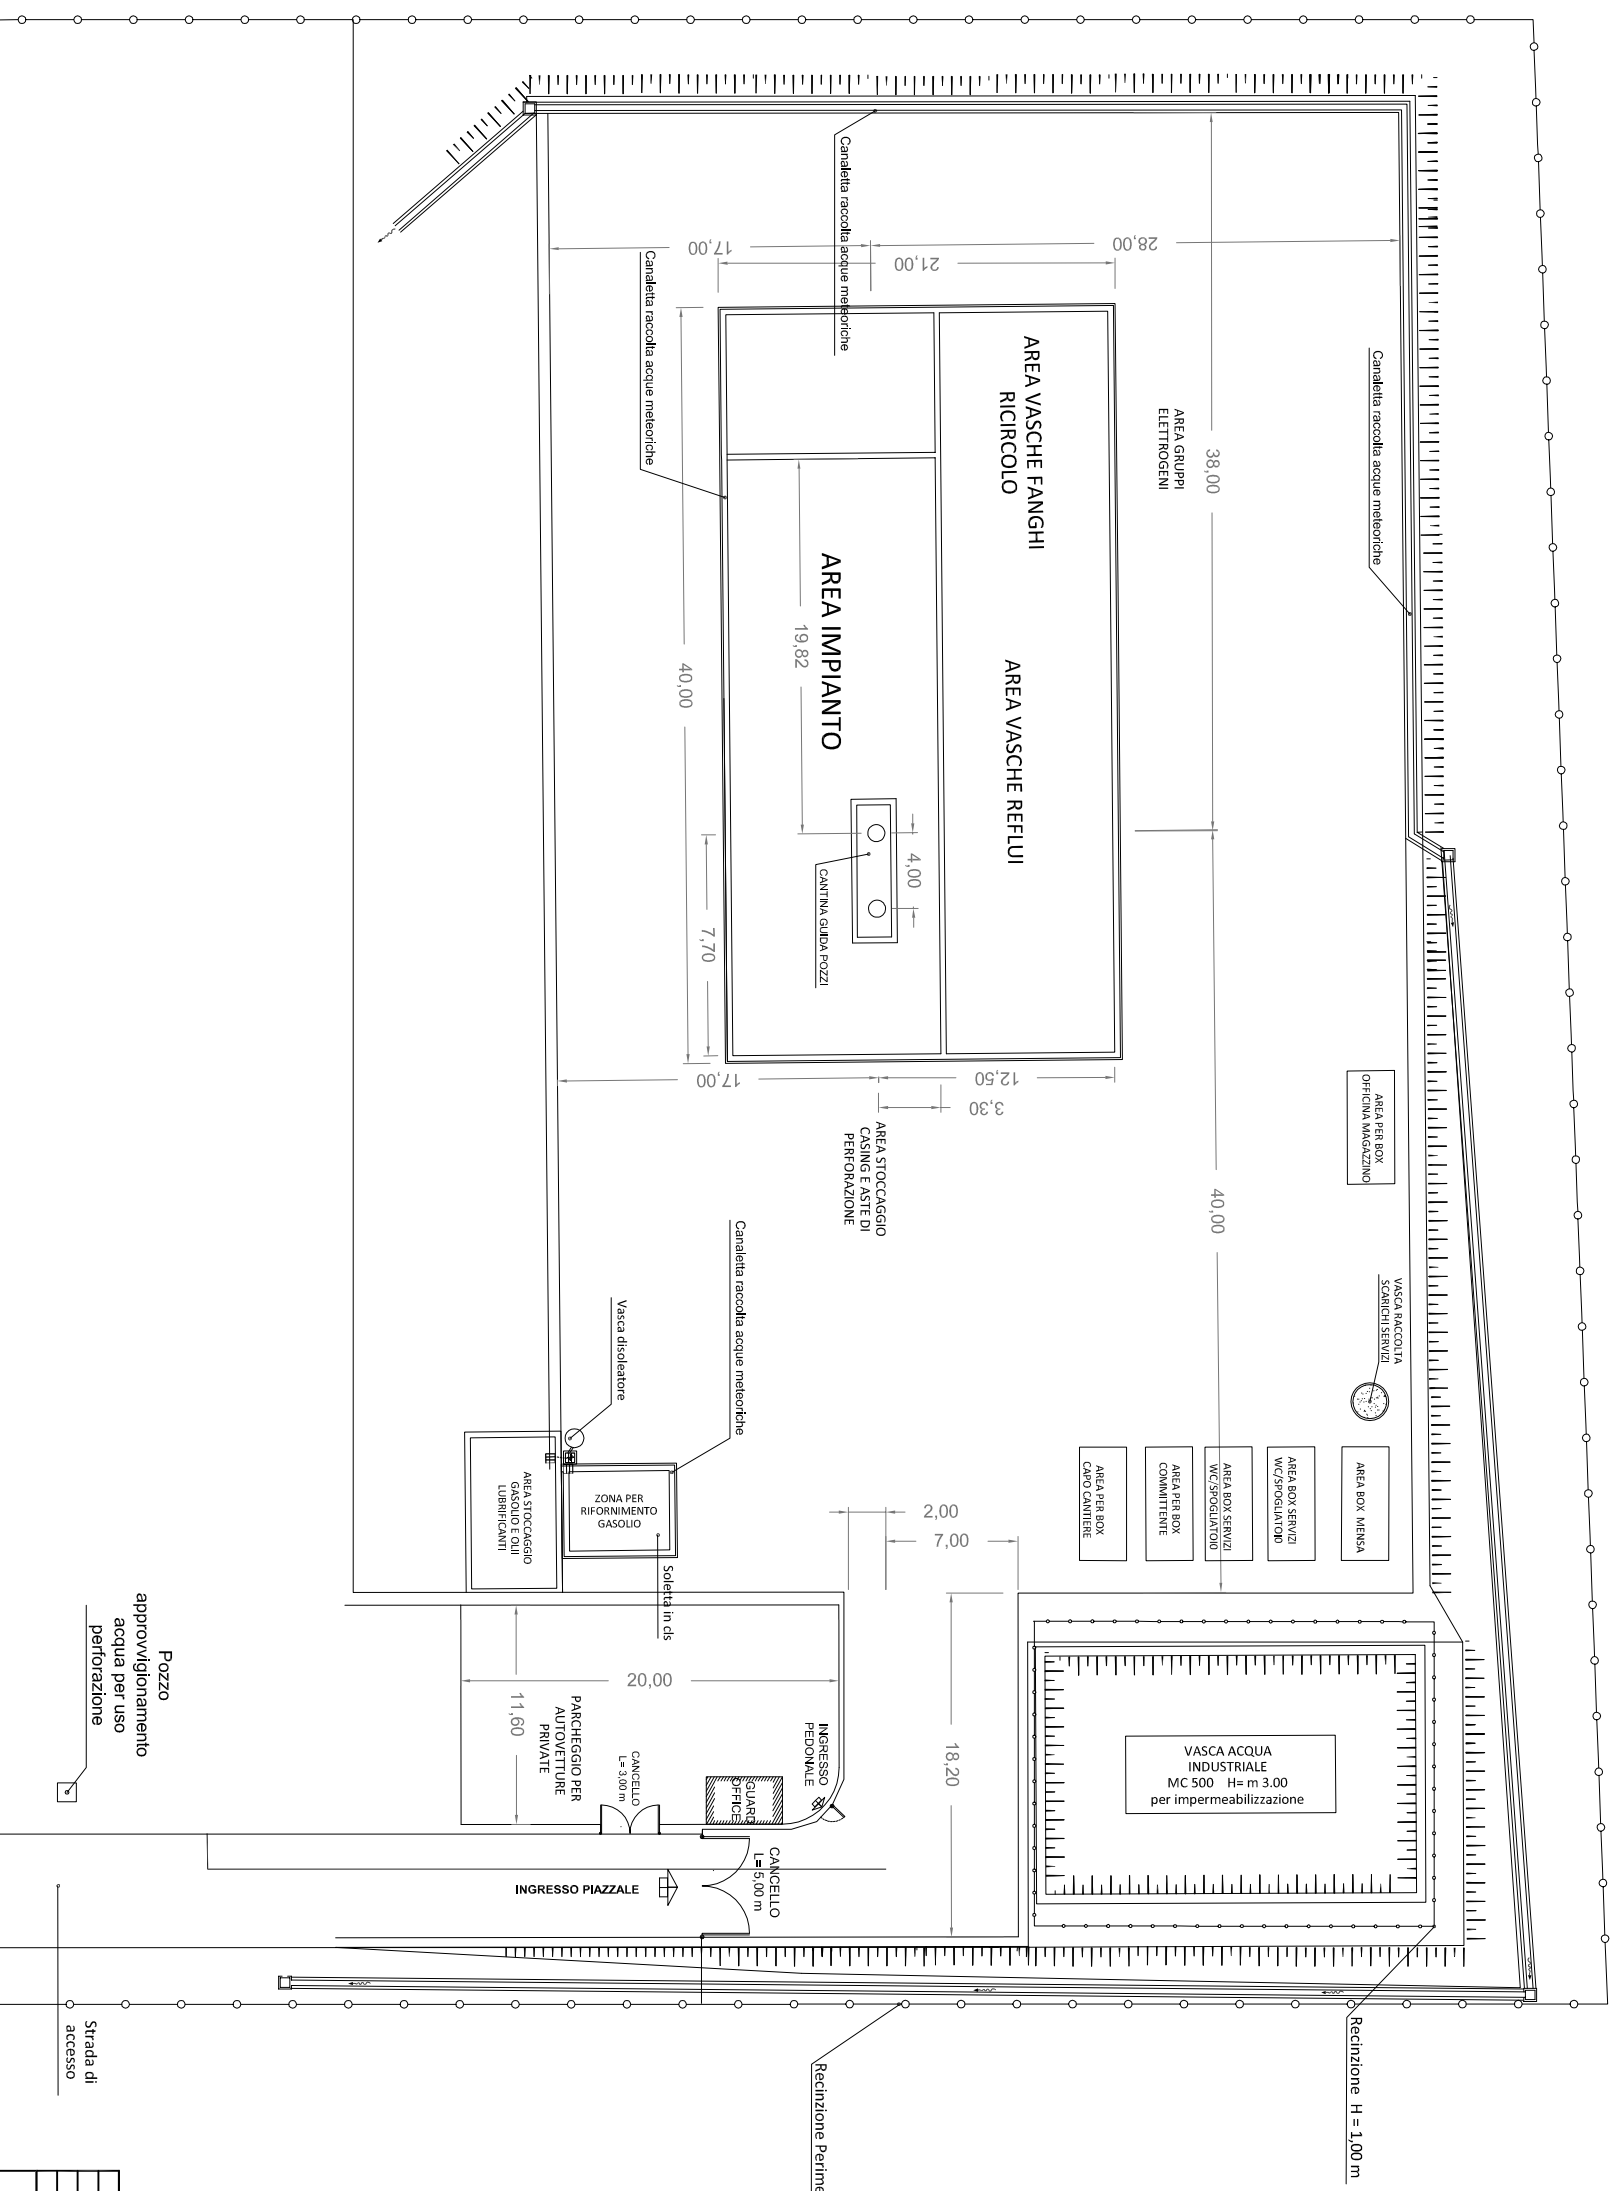 Canaletta raccolta acque meteoriche
Canaletta raccolta acque meteoriche
Canaletta raccolta acque meteoriche
17,00
28,00
21,00
38,00
AREA GRUPPI
ELETTROGENI
AREA VASCHE FANGHI
RICIRCOLO
AREA VASCHE REFLUI
AREA IMPIANTO
19,82
40,00
4,00
7,70
CANTINA GUIDA POZZI
17,00
12,50
3,30
40,00
AREA STOCCAGGIO
CASING E ASTE DI
PERFORAZIONE
AREA PER BOX
OFFICINA MAGAZZINO
VASCA RACCOLTA
SCARICHI SERVIZI
Canaletta raccolta acque meteoriche
Vasca disoleatore
AREA STOCCAGGIO
GASOLIO E OLII
LUBRIFICANTI
ZONA PER
RIFORNIMENTO
GASOLIO
Soletta in cls
2,00
7,00
AREA PER BOX
CAPO CANTIERE
AREA PER BOX
COMMITTENTE
AREA BOX SERVIZI
WC/SPOGLIATOIO
AREA BOX SERVIZI
WC/SPOGLIATOIO
AREA BOX MENSA
20,00
11,60
18,20
PARCHEGGIO PER
AUTOVETTURE
PRIVATE
CANCELLO
L= 3,00 m
GUARD
OFFICE
INGRESSO
PEDONALE
CANCELLO
L= 5,00 m
INGRESSO PIAZZALE
VASCA ACQUA
INDUSTRIALE
MC 500 H= m 3.00
per impermeabilizzazione
Pozzo
approvvigionamento
acqua per uso
perforazione
Strada di
accesso
Recinzione Perime
Recinzione H = 1,00 m